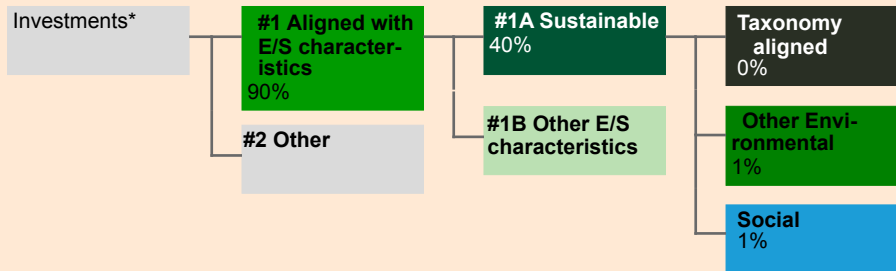 Investments*
#1 Aligned with
E/S character-
istics
90%
#2 Other
#1A Sustainable
40%
#1B Other E/S
characteristics
Taxonomy
aligned
0%
Other Envi-
ronmental
1%
Social
1%